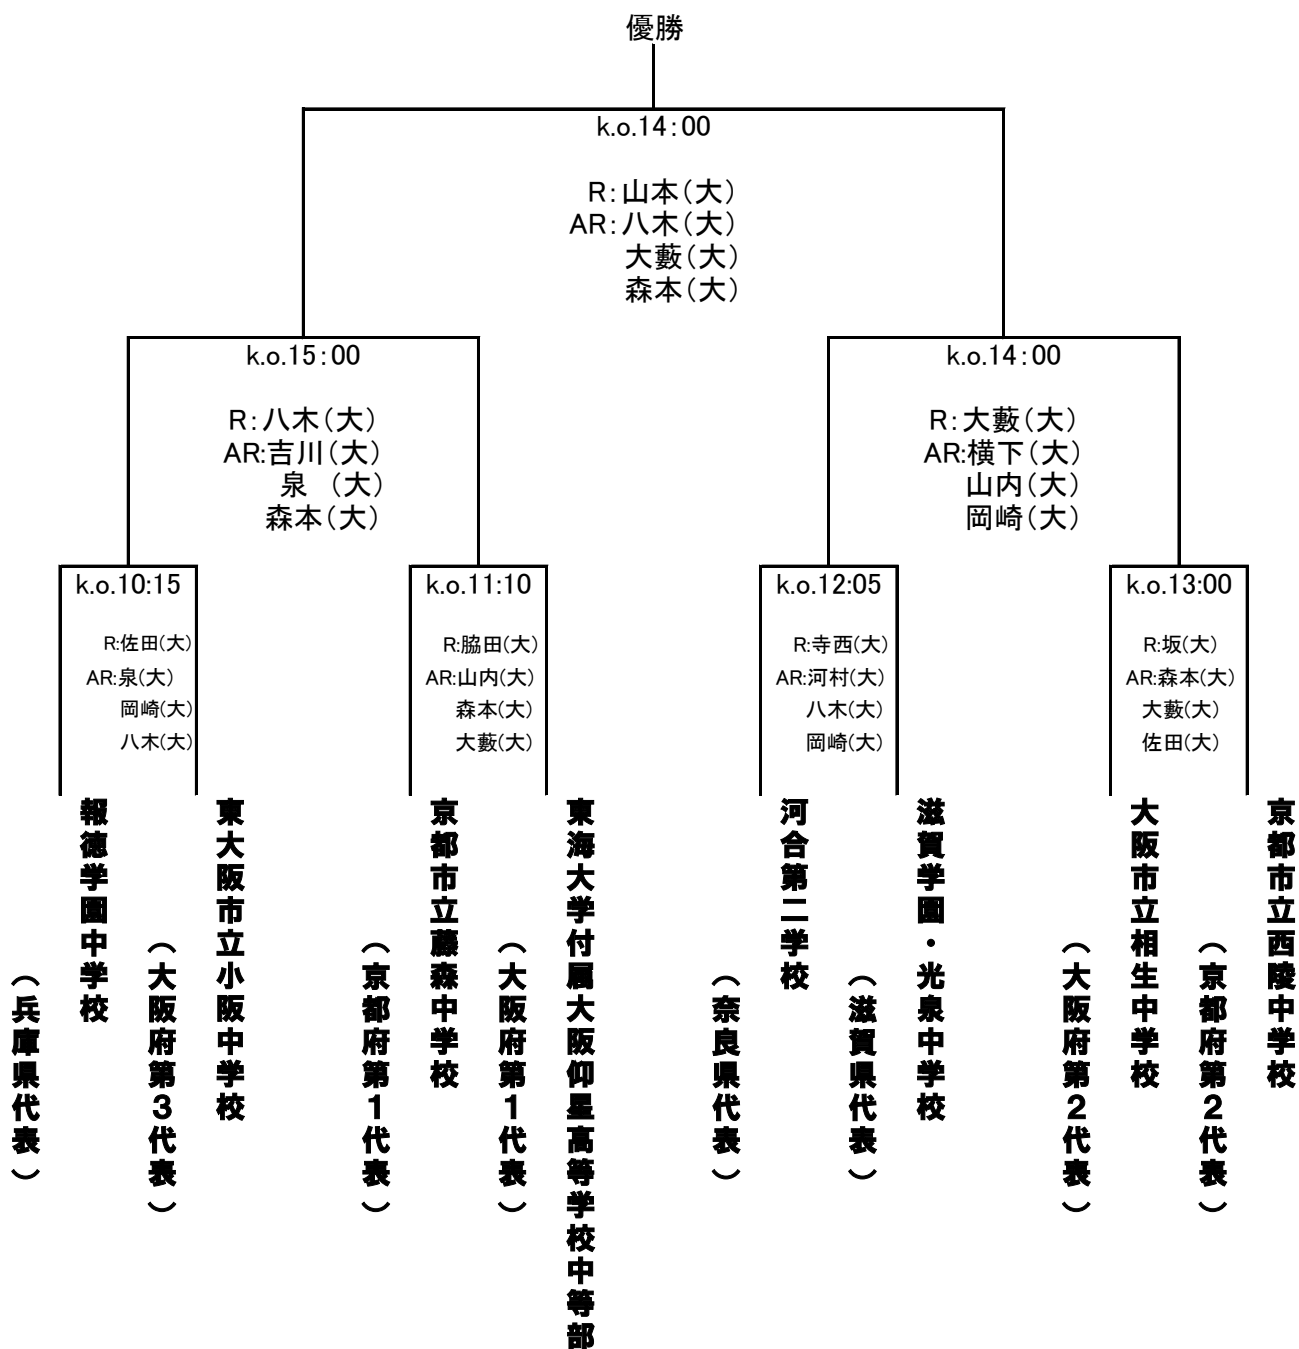 優勝
k.o.14:00
R:山本(大)
AR:八木(大)
大藪(大)
森本(大)
k.o.15:00
R:八木(大)
AR:吉川(大)
泉 (大)
森本(大)
k.o.14:00
R:大藪(大)
AR:横下(大)
山内(大)
岡崎(大)
k.o.10:15
R:佐田(大)
AR:泉(大)
岡崎(大)
八木(大)
k.o.11:10
R:脇田(大)
AR:山内(大)
森本(大)
大藪(大)
k.o.12:05
R:寺西(大)
AR:河村(大)
八木(大)
岡崎(大)
k.o.13:00
R:坂(大)
AR:森本(大)
大藪(大)
佐田(大)
報徳学園中学校
(兵庫県代表)
東大阪市立小阪中学校
(大阪府第3代表)
京都市立藤森中学校
(京都府第1代表)
東海大学付属大阪仰星高等学校中等部
(大阪府第1代表)
河合第二学校
(奈良県代表)
滋賀学園・光泉中学校
(滋賀県代表)
大阪市立相生中学校
(大阪府第2代表)
京都市立西陵中学校
(京都府第2代表)